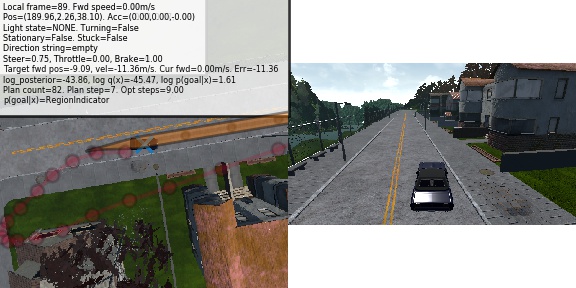 Local frame=89. Fwd speed=0.00m/s
Pos=(189.96,2.26,38.10). Acc=(0.00,0.00,-0.00)
Light state=NONE. Turning=False
Stationary=False. Stuck=False
Direction string=empty
Steer=0.75, Throttle=0.00, Brake=1.00
Target fwd pos=-9.09, vel=-11.36m/s. Cur fwd=0.00m/s. Err=-11.36
log_posterior=-43.86, log q(x)=-45.47, log p(goal|x)=1.61
Plan count=82. Plan step=7. Opt steps=9.00
p(goal|x)=RegionIndicator